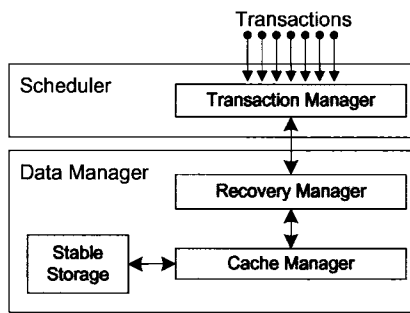 Transactions
Scheduler
Transaction Manager
Data Manager
Recovery Manager
Stable
Storage
Cache Manager